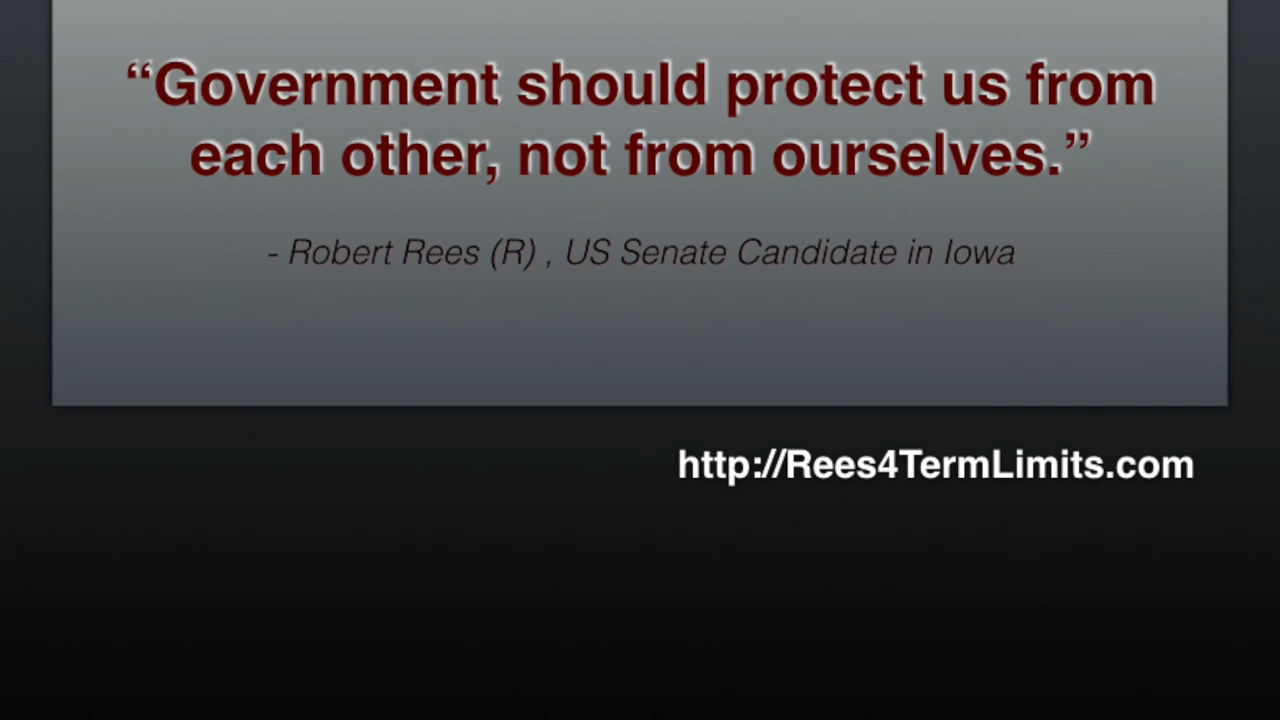 “Government should protect us from
each other, not from ourselves.”
- Robert Rees (R) , US Senate Candidate in Iowa
http://Rees4TermLimits.com